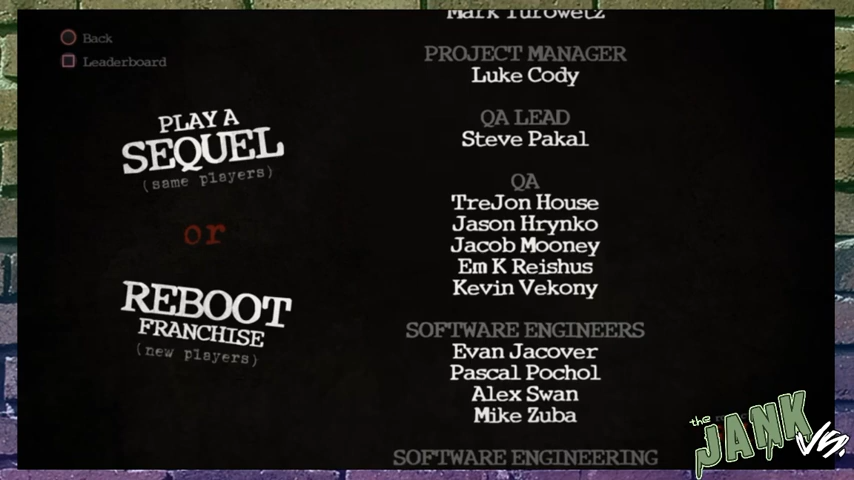 Back
Leaderboard
PLAY A
SEQUEL
(same players)
or
REBOOT
FRANCHISE
(new players)
Mark Turowetz
PROJECT MANAGER
Luke Cody
QA LEAD
Steve Pakal
QA
TreJon House
Jason Hrynko
Jacob Mooney
Em K Reishus
Kevin Vekony
SOFTWARE ENGINEERS
Evan Jacover
Pascal Pochol
Alex Swan
Mike Zuba
SOFTWARE ENGINEERING
the
JANK
VS.